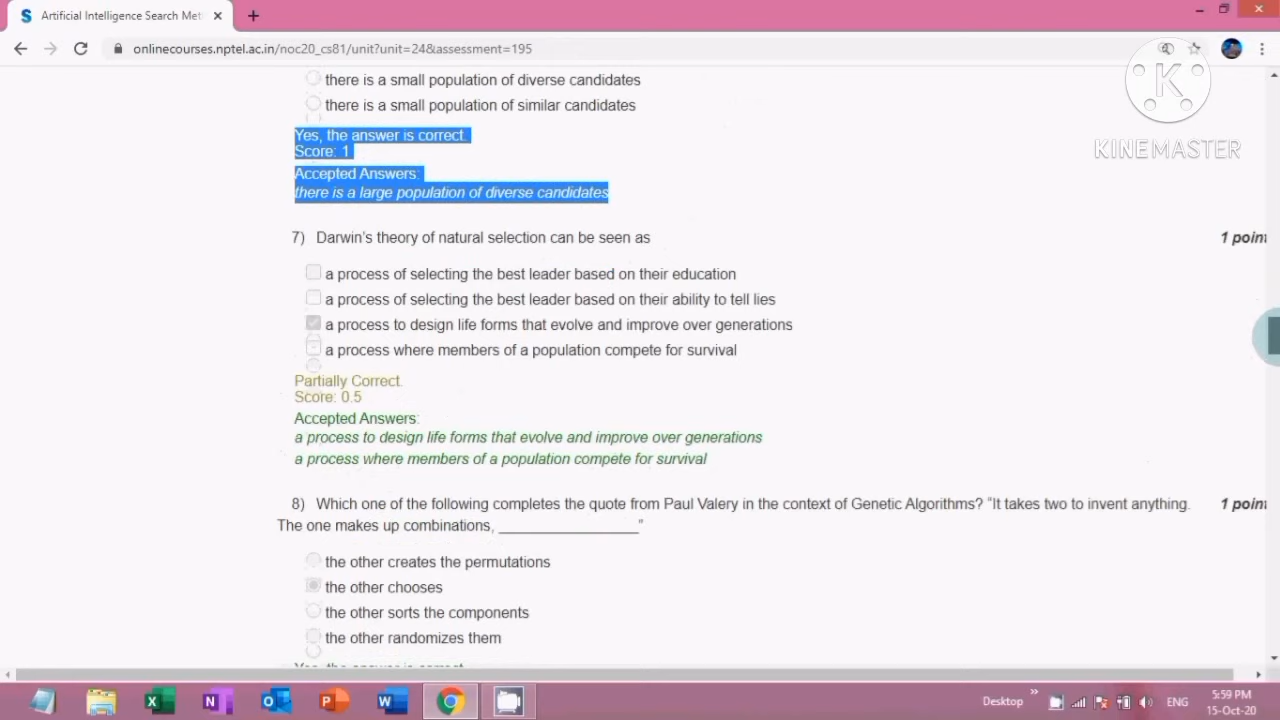 Artificial Intelligence Search Met
onlinecourses.nptel.ac.in/noc20_cs81/unit?unit=24&assessment=195
there is a small population of diverse candidates
there is a small population of similar candidates
K
KINEMASTER
Yes, the answer is correct.
Score: 1
Accepted Answers:
there is a large population of diverse candidates
7) Darwin's theory of natural selection can be seen as 1 poin
a process of selecting the best leader based on their education
a process of selecting the best leader based on their ability to tell lies
a process to design life forms that evolve and improve over generations
a process where members of a population compete for survival
Partially Correct.
Score: 0.5
Accepted Answers:
a process to design life forms that evolve and improve over generations
a process where members of a population compete for survival
8) Which one of the following completes the quote from Paul Valery in the context of Genetic Algorithms? "It takes two to invent anything. 1 poin
The one makes up combinations, _________________"
the other creates the permutations
the other chooses
the other sorts the components
the other randomizes them
Yes, the answer is correct.
Desktop » ENG 5:59 PM
15-Oct-20